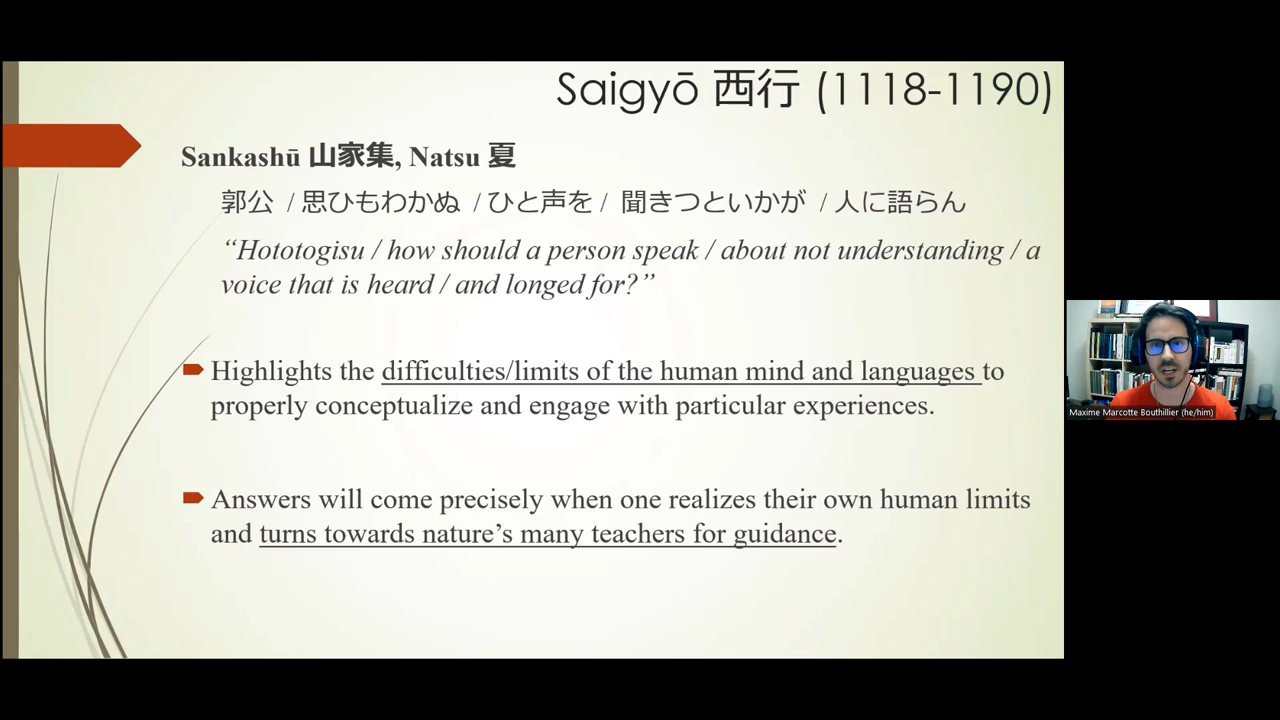 Saigyō 西行 (1118-1190)
Sankashū 山家集, Natsu 夏
郭公 / 思ひもわかぬ / ひと声を / 聞きつといかが / 人に語らん
“Hototogisu / how should a person speak / about not understanding / a
voice that is heard / and longed for?”
Highlights the difficulties/limits of the human mind and languages to
properly conceptualize and engage with particular experiences.
Answers will come precisely when one realizes their own human limits
and turns towards nature’s many teachers for guidance.
Maxime Marcotte Bouthillier (he/him)